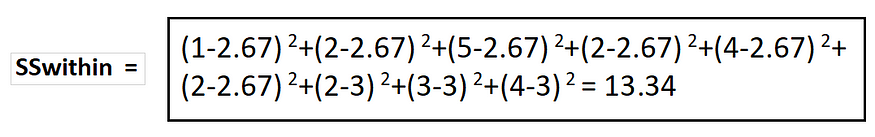 SSwithin =
(1-2.67) ²+(2-2.67) ²+(5-2.67) ²+(2-2.67) ²+(4-2.67) ²+
(2-2.67) ²+(2-3) ²+(3-3) ²+(4-3) ² = 13.34